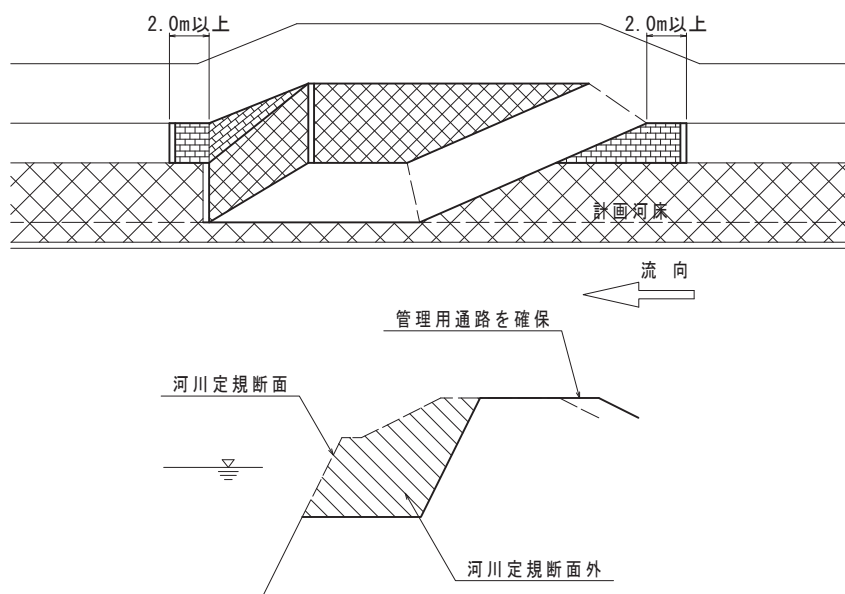 2.0m以上
2.0m以上
計画河床
流向
管理用通路を確保
河川定規断面
河川定規断面外